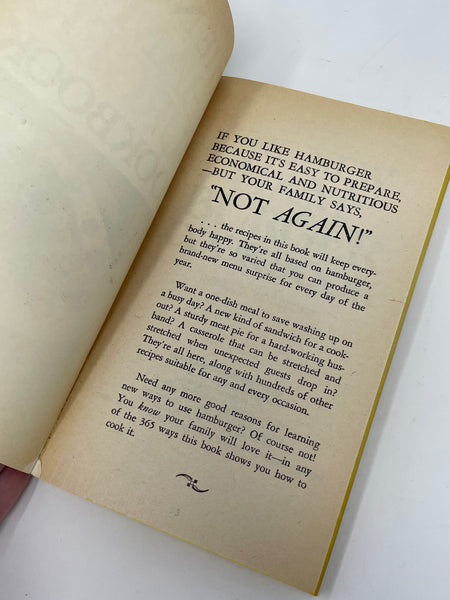 IF YOU LIKE HAMBURGER
BECAUSE IT'S EASY TO PREPARE,
ECONOMICAL AND NUTRITIOUS
—BUT YOUR FAMILY SAYS,
"NOT AGAIN!"
. . . the recipes in this book will keep every-
body happy. They're all based on hamburger,
but they're so varied that you can produce a
brand-new menu surprise for every day of the
year.
Want a one-dish meal to save washing up on
a busy day? A new kind of sandwich for a cook-
out? A sturdy meat pie for a hard-working hus-
band? A casserole that can be stretched and
stretched when unexpected guests drop in?
They're all here, along with hundreds of other
recipes suitable for any and every occasion.
Need any more good reasons for learning
new ways to use hamburger? Of course not!
You know your family will love it—in any
of the 365 ways this book shows you how to
cook it.